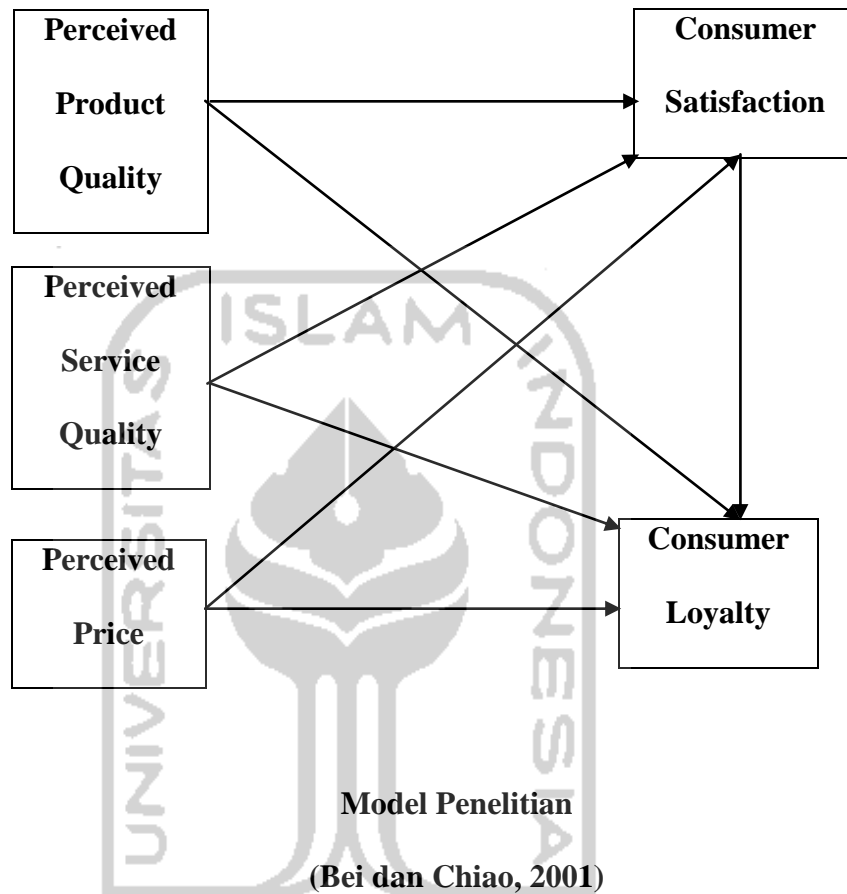 Perceived
Product
Quality
Consumer
Satisfaction
Perceived
Service
Quality
Perceived
Price
Consumer
Loyalty
UNIVERSITAS
ISLAM
INDONESIA
Model Penelitian
(Bei dan Chiao, 2001)